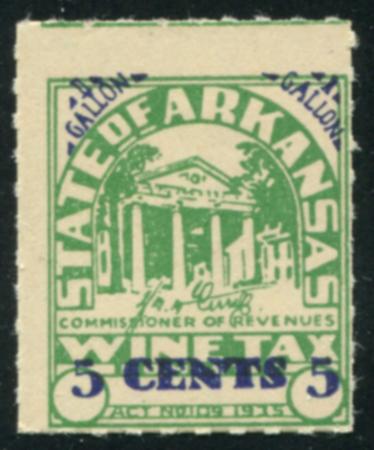 GALLON GALLON
STATE OF ARKANSAS
COMMISSIONER OF REVENUES
WINE TAX
5 CENTS 5
ACT NO. 109 1935